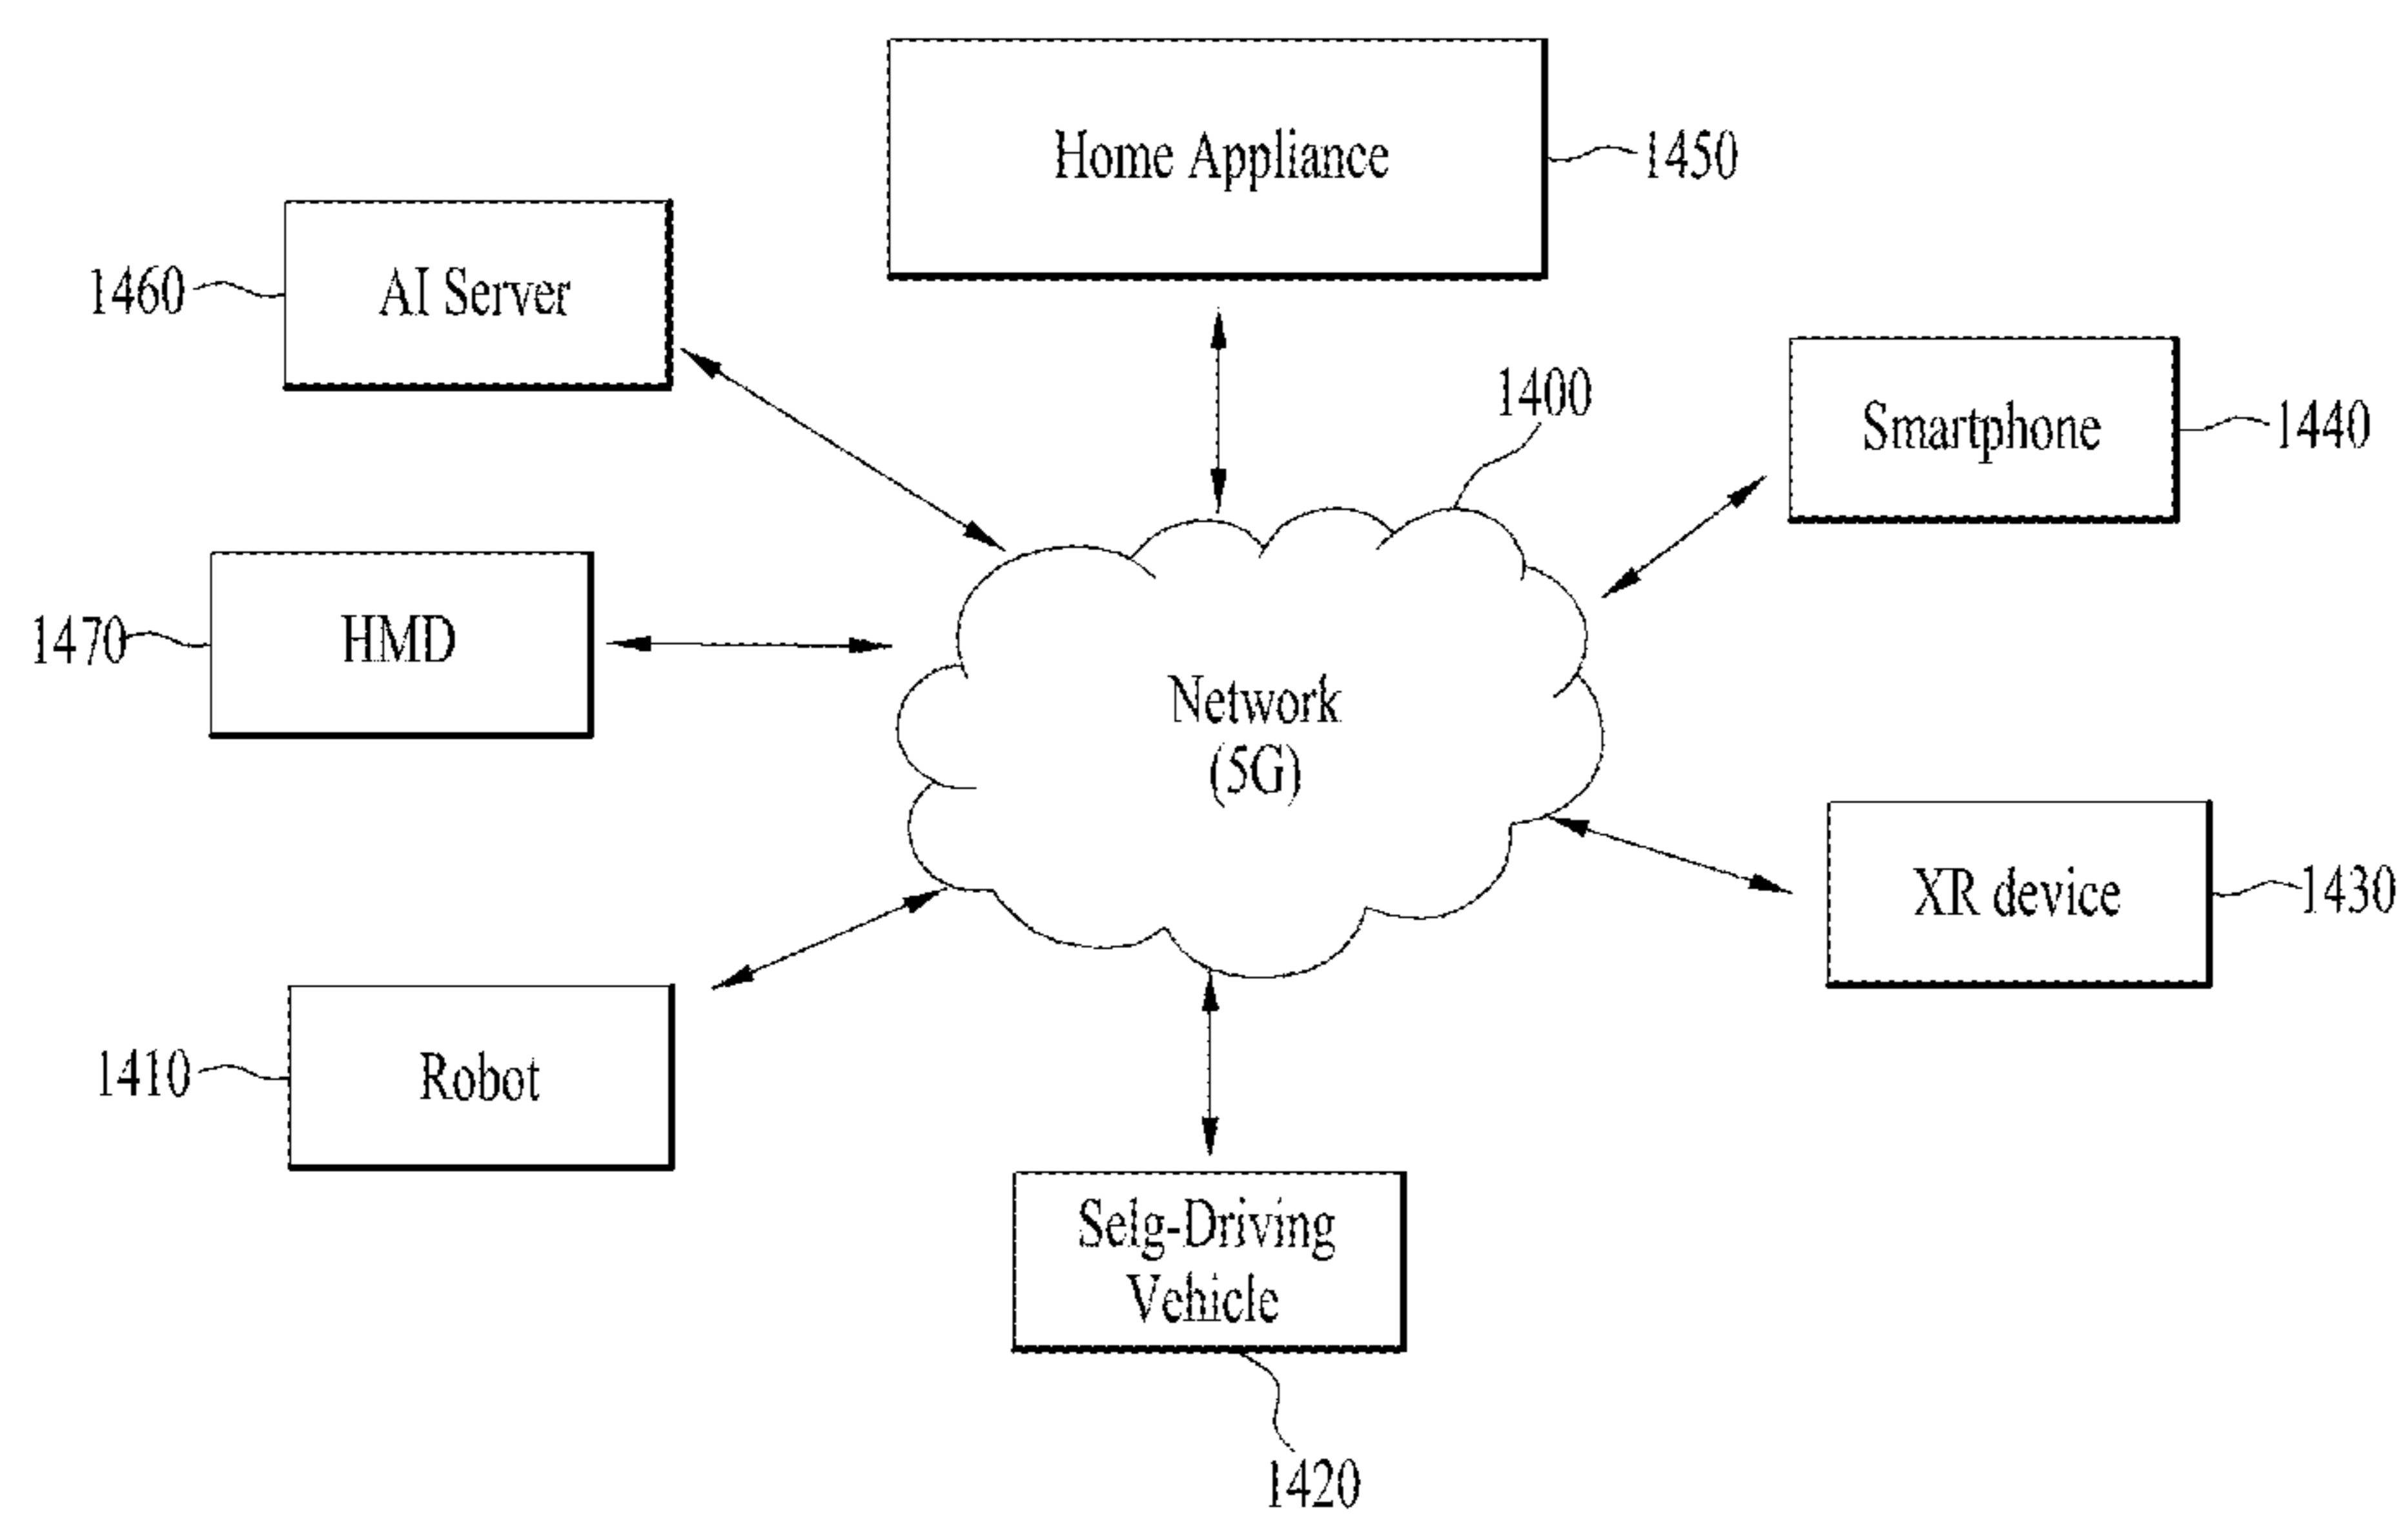 Home Appliance
1450
AI Server
1460
1400
Smartphone
1440
HMD
1470
Network
(5G)
XR device
1430
Robot
1410
Selg-Driving
Vehicle
1420